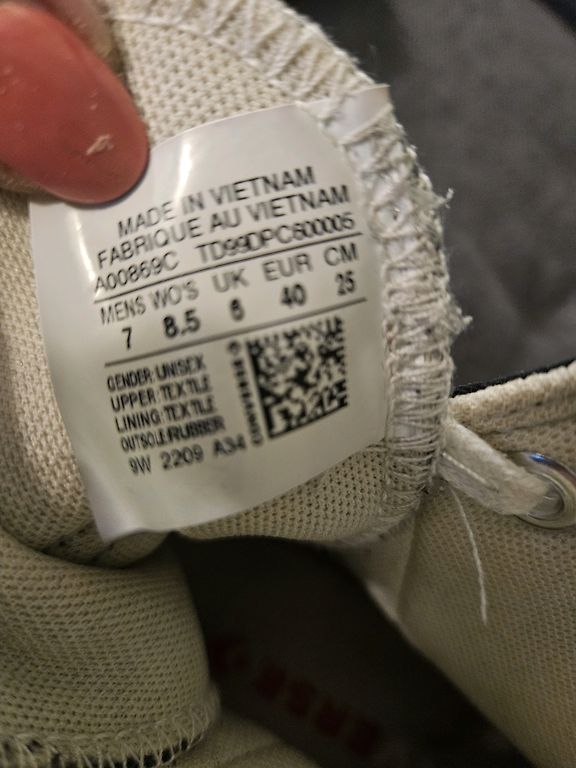 MADE IN VIETNAM
FABRIQUE AU VIETNAM
A00869C TD99DPC600005
MENS WO'S UK EUR CM
7 8.5 6 40 25
GENDER: UNISEX
UPPER: TEXTILE
LINING: TEXTILE
OUTSOLE: RUBBER
9W 2209 A34